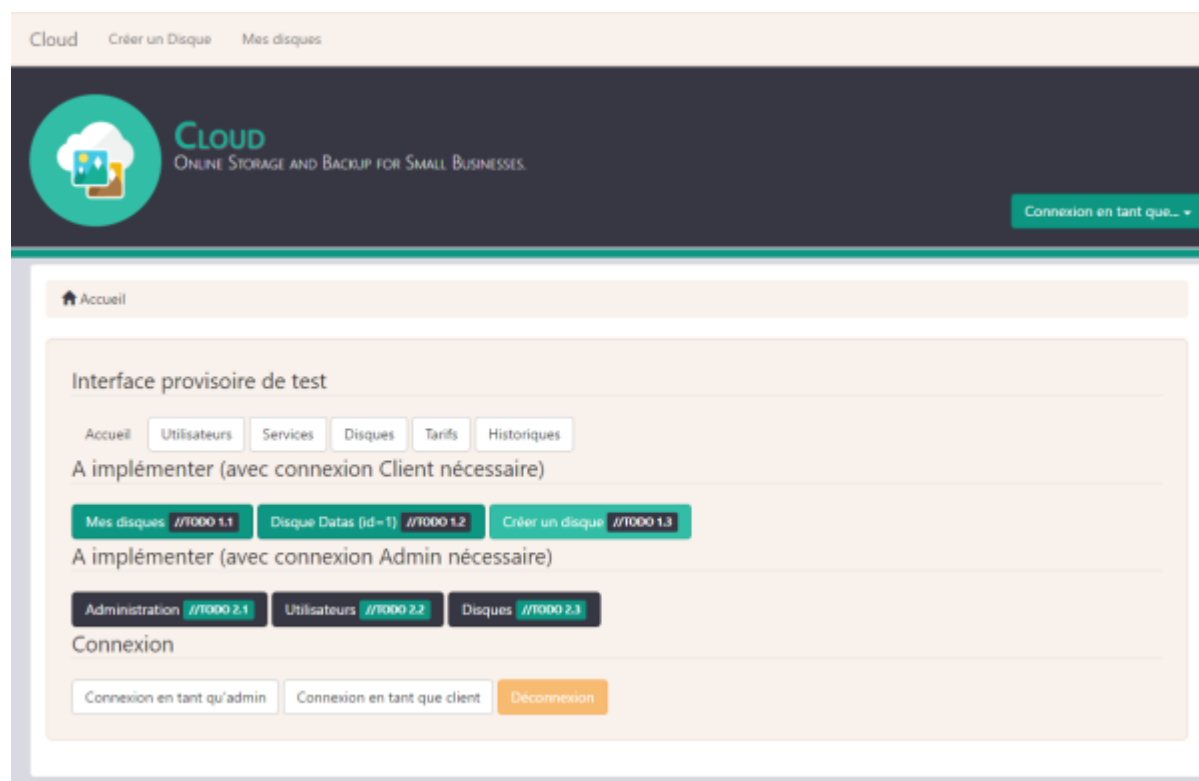 Cloud Créer un Disque Mes disques
CLOUD
ONLINE STORAGE AND BACKUP FOR SMALL BUSINESSES.
Connexion en tant que...
Accueil
Interface provisoire de test
Accueil Utilisateurs Services Disques Tarifs Historiques
A implémenter (avec connexion Client nécessaire)
Mes disques //TODO 1.1 Disque Datas (id=1) //TODO 1.2 Créer un disque //TODO 1.3
A implémenter (avec connexion Admin nécessaire)
Administration //TODO 2.1 Utilisateurs //TODO 2.2 Disques //TODO 2.3
Connexion
Connexion en tant qu'admin Connexion en tant que client Déconnexion